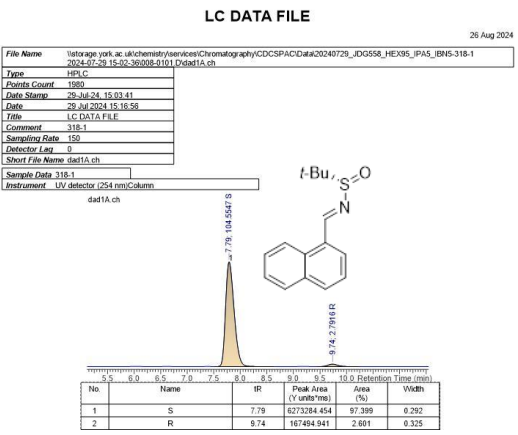 LC DATA FILE
26 Aug 2024
File Name \\storage.york.ac.uk\chemistry\services\Chromatography\CDCSPAC\Data\20240729_JDG558_HEX95_IPA5_IBN5-318-1
2024-07-29 15-02-36\008-0101.D\dad1A.ch
Type HPLC
Points Count 1980
Date Stamp 29-Jul-24, 15:03:41
Date 29 Jul 2024 15:16:56
Title LC DATA FILE
Comment 318-1
Sampling Rate 150
Detector Lag 0
Short File Name dad1A.ch
Sample Data 318-1
Instrument UV detector (254 nm)Column
dad1A.ch
t-Bu
S O
N
7.79; 104.5547 S
9.74; 2.7916 R
5.5 6.0 6.5 7.0 7.5 8.0 8.5 9.0 9.5 10.0 Retention Time (min)
No. Name tR Peak Area Area Width
(Y units*ms) (%)
1 S 7.79 6273284.454 97.399 0.292
2 R 9.74 167494.941 2.601 0.325